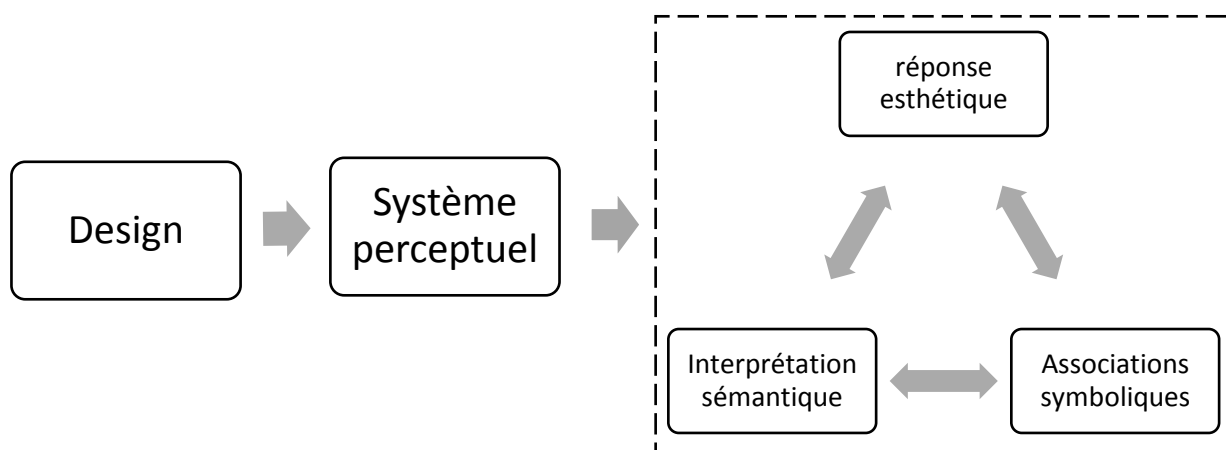 Design
Système
perceptuel
réponse
esthétique
Interprétation
sémantique
Associations
symboliques